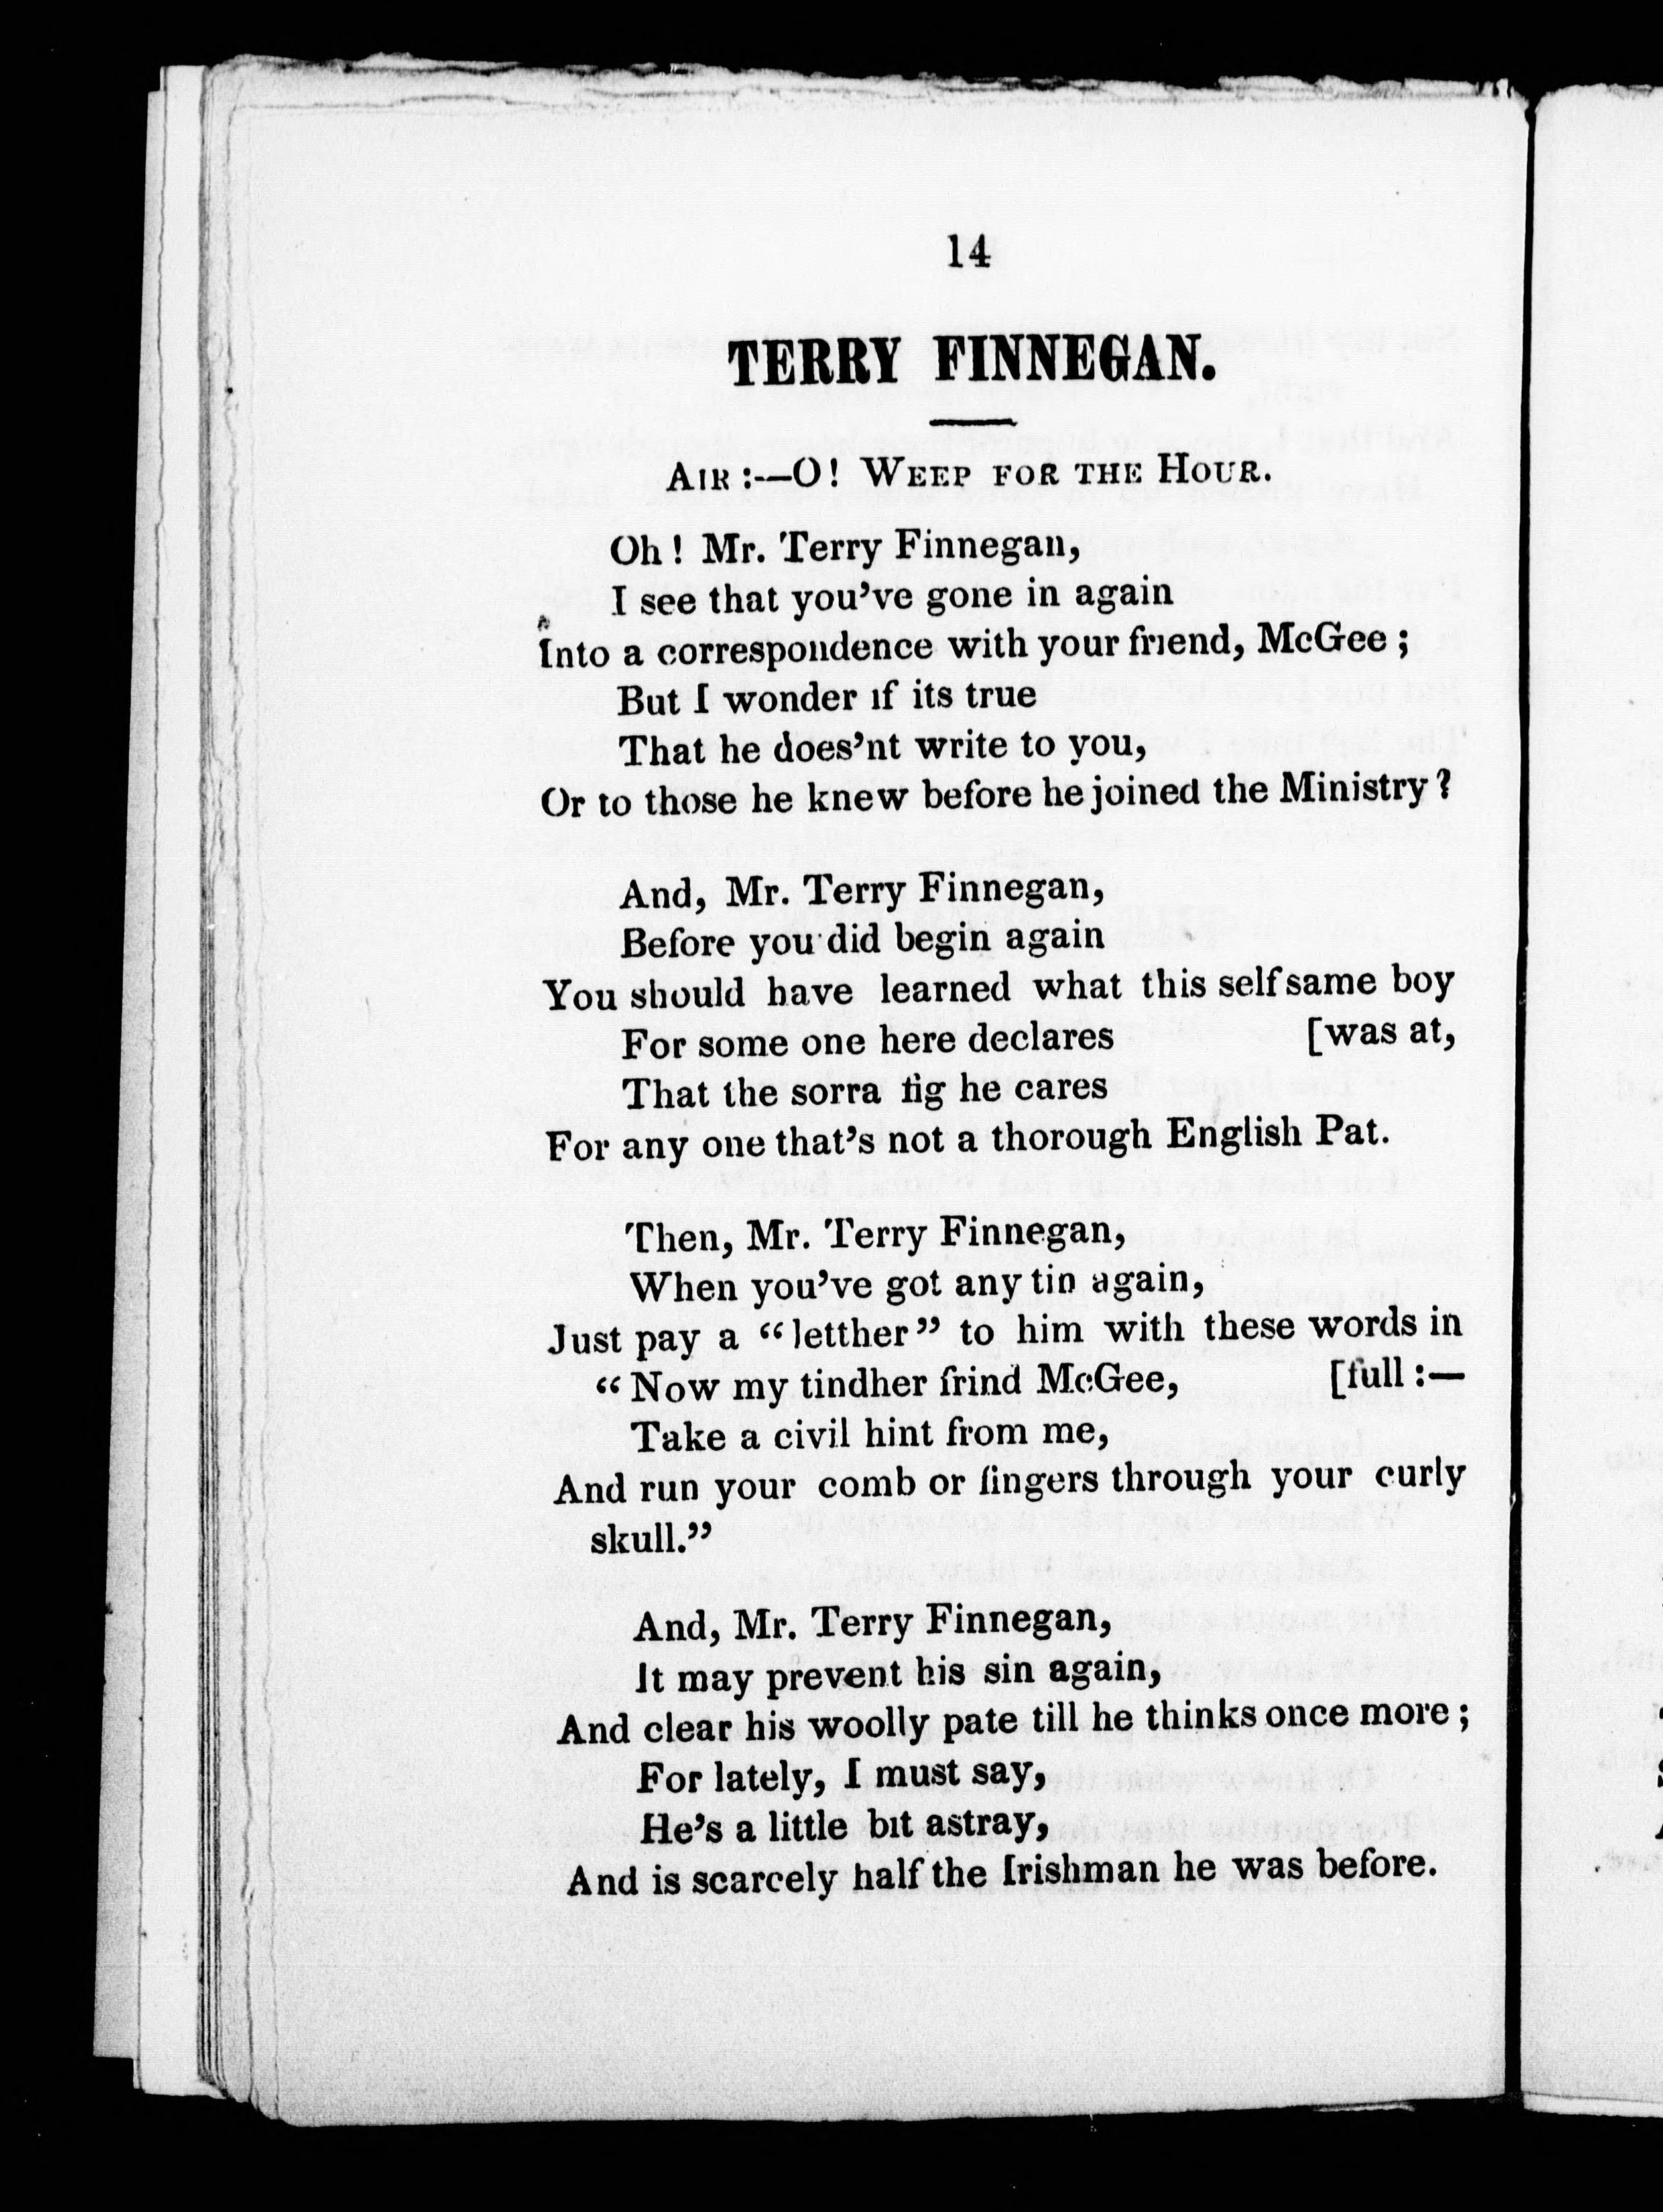 14
TERRY FINNEGAN.
AIR :—O! WEEP FOR THE HOUR.
Oh! Mr. Terry Finnegan,
I see that you've gone in again
Into a correspondence with your friend, McGee;
But I wonder if its true
That he does'nt write to you,
Or to those he knew before he joined the Ministry?
And, Mr. Terry Finnegan,
Before you did begin again
You should have learned what this selfsame boy
For some one here declares [was at,
That the sorra fig he cares
For any one that's not a thorough English Pat.
Then, Mr. Terry Finnegan,
When you've got any tin again,
Just pay a "letther" to him with these words in
"Now my tindher frind McGee, [full:—
Take a civil hint from me,
And run your comb or fingers through your curly
skull."
And, Mr. Terry Finnegan,
It may prevent his sin again,
And clear his woolly pate till he thinks once more;
For lately, I must say,
He's a little bit astray,
And is scarcely half the Irishman he was before.